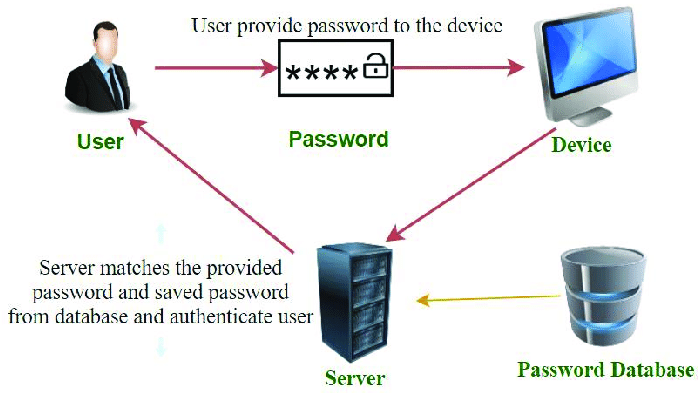 User provide password to the device
****
User
Password
Device
Server matches the provided
password and saved password
from database and authenticate user
Server
Password Database